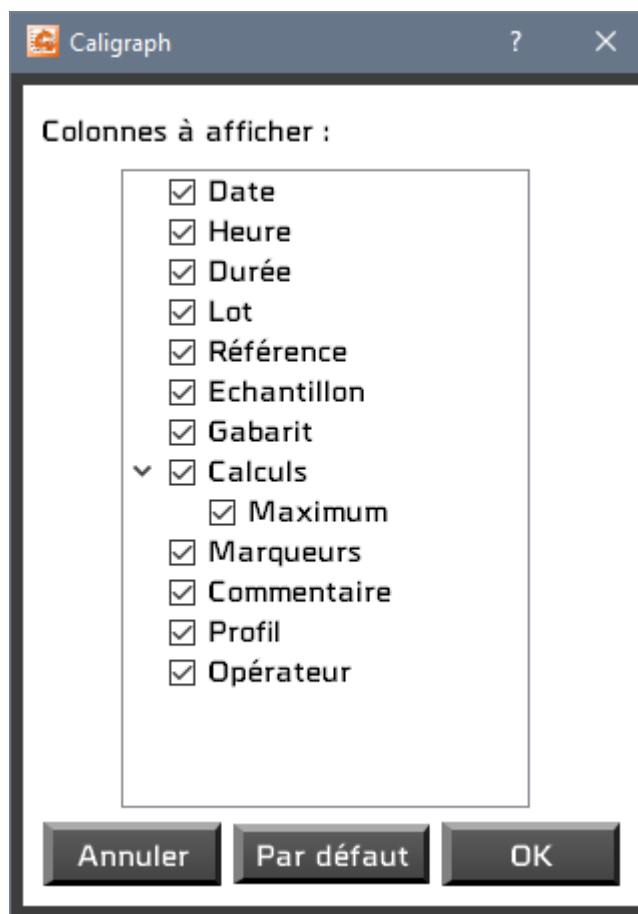 Caligraph
Colonnes à afficher :
Date
Heure
Durée
Lot
Référence
Echantillon
Gabarit
Calculs
Maximum
Marqueurs
Commentaire
Profil
Opérateur
Annuler Par défaut OK